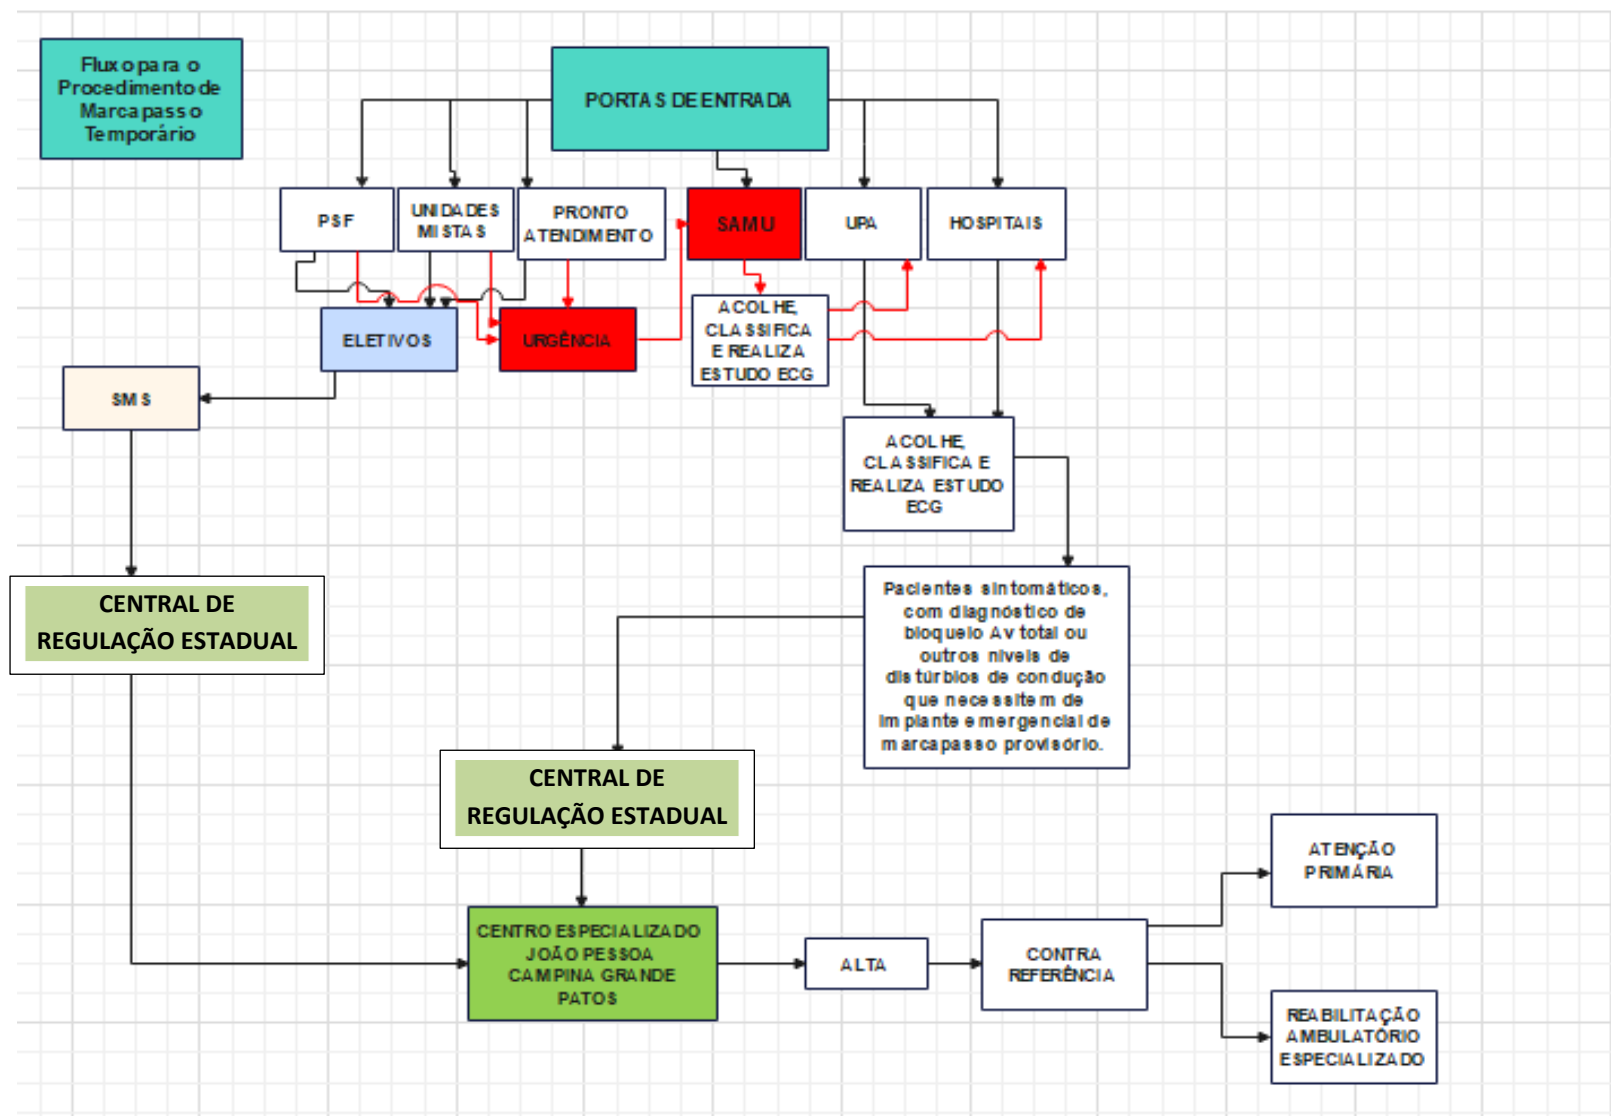 Fluxo para o
Procedimento de
Marcapasso
Temporário
PORTAS DE ENTRADA
PSF
UNIDADES
MISTAS
PRONTO
ATENDIMENTO
SAMU
UPA
HOSPITAIS
ELETIVOS
URGÊNCIA
ACOLHE,
CLASSIFICA
E REALIZA
ESTUDO ECG
SMS
ACOLHE,
CLASSIFICA E
REALIZA ESTUDO
ECG
CENTRAL DE
REGULAÇÃO ESTADUAL
Pacientes sintomáticos,
com diagnóstico de
bloqueio Av total ou
outros níveis de
distúrbios de condução
que necessitem de
implante emergencial de
marcapasso provisório.
CENTRAL DE
REGULAÇÃO ESTADUAL
CENTRO ESPECIALIZADO
JOÃO PESSOA
CAMPINA GRANDE
PATOS
ALTA
CONTRA
REFERÊNCIA
ATENÇÃO
PRIMÁRIA
REABILITAÇÃO
AMBULATÓRIO
ESPECIALIZADO